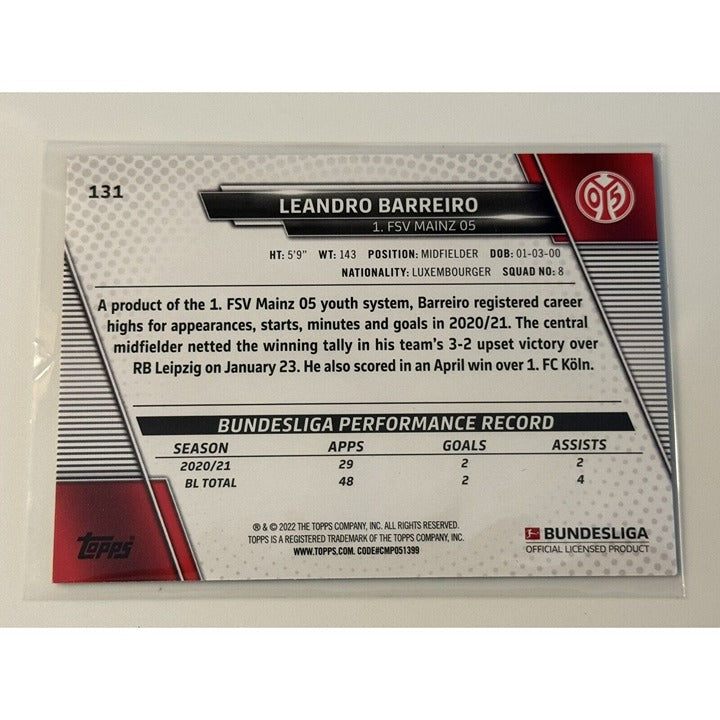 131
LEANDRO BARREIRO
1. FSV MAINZ 05
05
HT: 5'9" WT: 143 POSITION: MIDFIELDER DOB: 01-03-00
NATIONALITY: LUXEMBOURGER SQUAD NO: 8
A product of the 1. FSV Mainz 05 youth system, Barreiro registered career
highs for appearances, starts, minutes and goals in 2020/21. The central
midfielder netted the winning tally in his team's 3-2 upset victory over
RB Leipzig on January 23. He also scored in an April win over 1. FC Köln.
BUNDESLIGA PERFORMANCE RECORD
SEASON APPS GOALS ASSISTS
2020/21 29 2 2
BL TOTAL 48 2 4
® & © 2022 THE TOPPS COMPANY, INC. ALL RIGHTS RESERVED.
TOPPS IS A REGISTERED TRADEMARK OF THE TOPPS COMPANY, INC.
WWW.TOPPS.COM. CODE#CMP051399
topps
BUNDESLIGA
OFFICIAL LICENSED PRODUCT